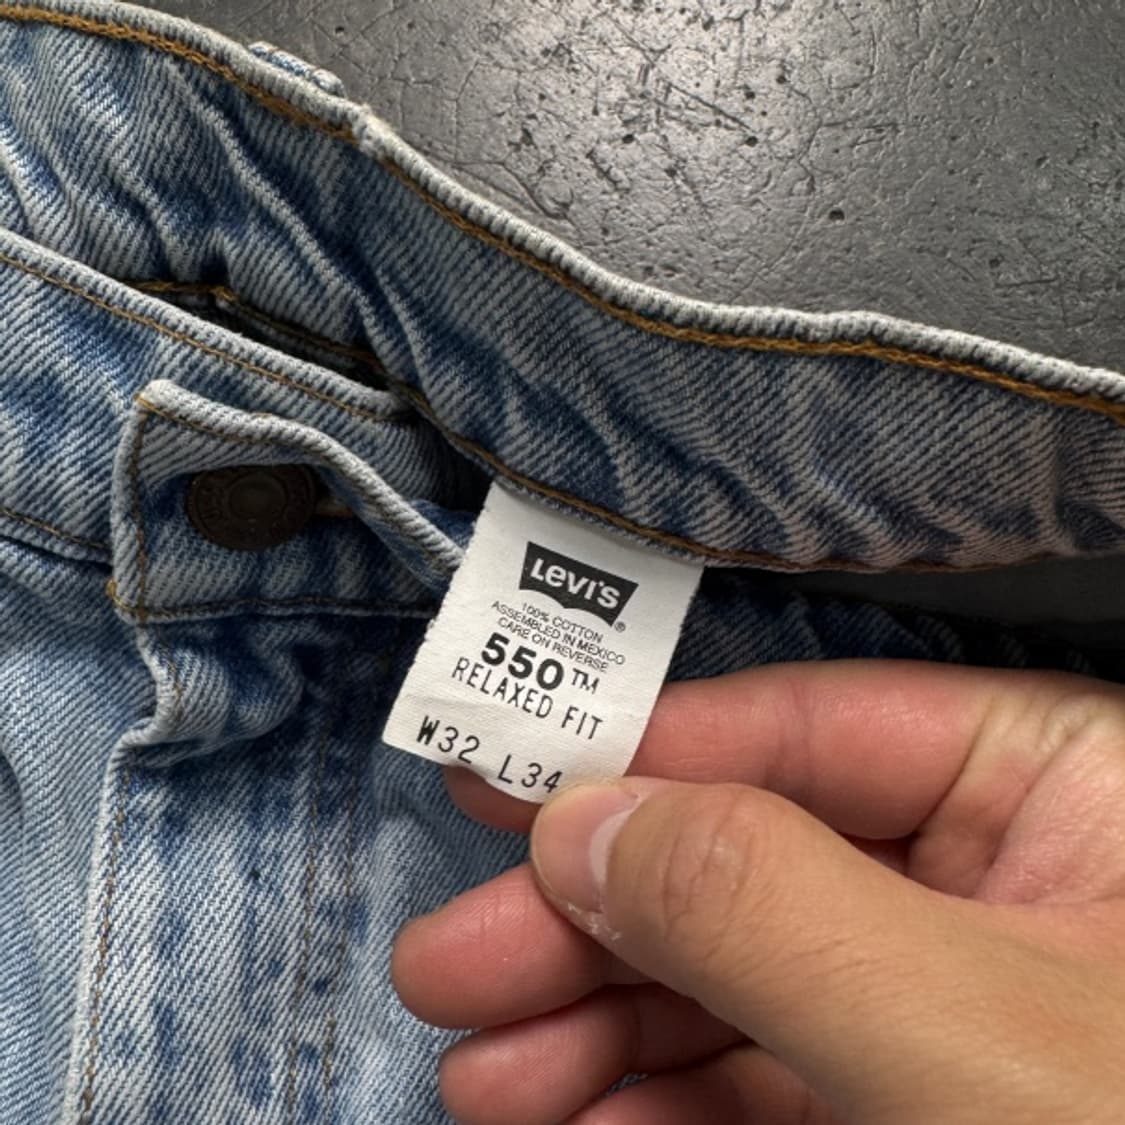 Levi's
®
100% COTTON
ASSEMBLED IN MEXICO
CARE ON REVERSE
550™
RELAXED FIT
W32 L34